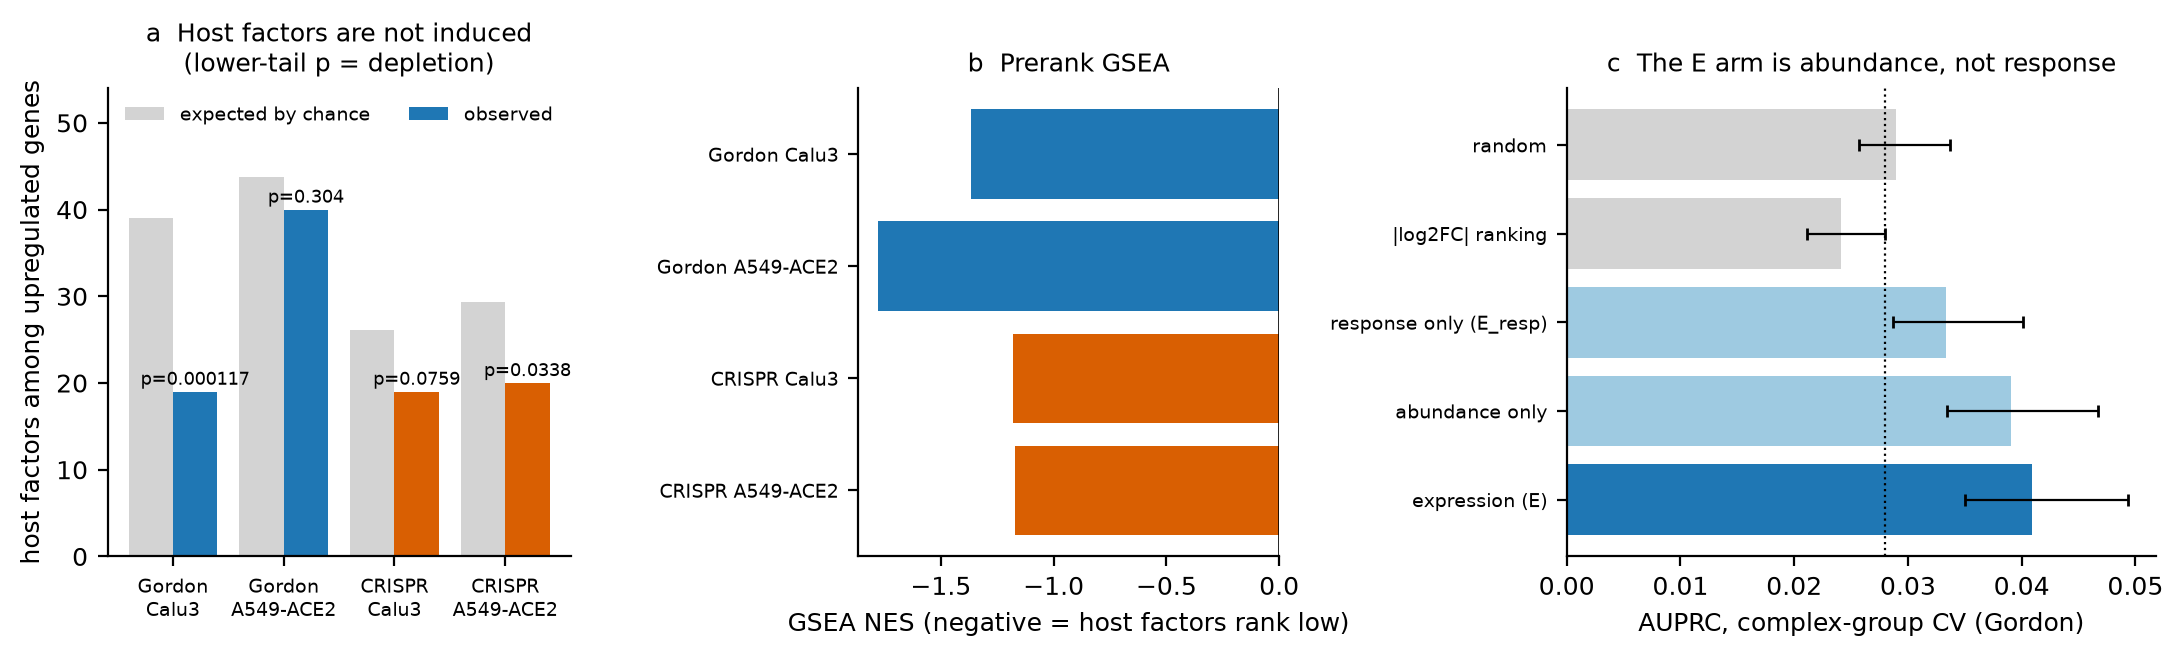 a  Host factors are not induced
(lower-tail p = depletion)
host factors among upregulated genes
expected by chance
observed
50
40
30
20
10
0
p=0.000117
p=0.304
p=0.0759
p=0.0338
Gordon
Calu3
Gordon
A549-ACE2
CRISPR
Calu3
CRISPR
A549-ACE2
b  Prerank GSEA
Gordon Calu3
Gordon A549-ACE2
CRISPR Calu3
CRISPR A549-ACE2
−1.5
−1.0
−0.5
0.0
GSEA NES (negative = host factors rank low)
c  The E arm is abundance, not response
random
|log2FC| ranking
response only (E_resp)
abundance only
expression (E)
0.00
0.01
0.02
0.03
0.04
0.05
AUPRC, complex-group CV (Gordon)